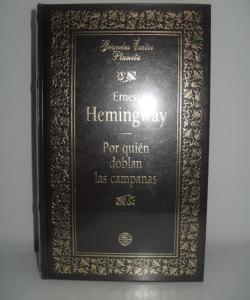 Grandes Éxitos
Planeta
Ernest
Hemingway
Por quién
doblan
las campanas